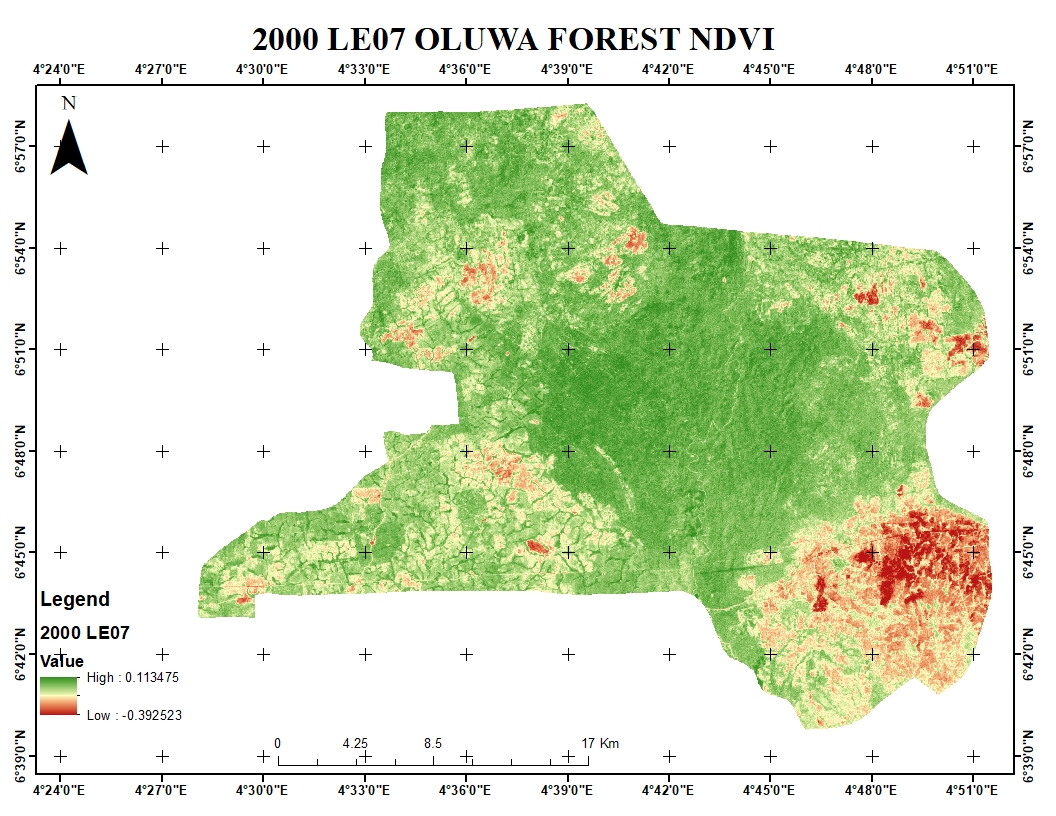 2000 LE07 OLUWA FOREST NDVI
4°24'0"E 4°27'0"E 4°30'0"E 4°33'0"E 4°36'0"E 4°39'0"E 4°42'0"E 4°45'0"E 4°48'0"E 4°51'0"E
N
6°57'0"N 6°57'0"N
6°54'0"N 6°54'0"N
6°51'0"N 6°51'0"N
6°48'0"N 6°48'0"N
6°45'0"N 6°45'0"N
Legend
2000 LE07
6°42'0"N 6°42'0"N
Value
High : 0.113475
Low : -0.392523
0 4.25 8.5 17 Km
6°39'0"N 6°39'0"N
4°24'0"E 4°27'0"E 4°30'0"E 4°33'0"E 4°36'0"E 4°39'0"E 4°42'0"E 4°45'0"E 4°48'0"E 4°51'0"E